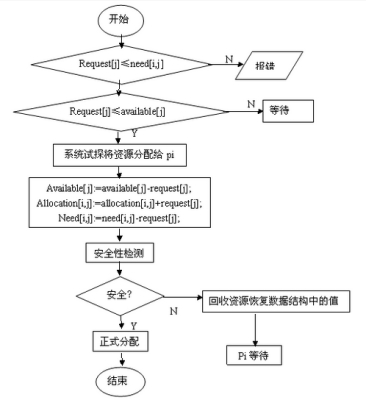 开始
Request[j]≤need[i,j]
N
报错
Request[j]≤available[j]
N
等待
Y
系统试探将资源分配给 pi
Available[j]:=available[j]-request[j];
Allocation[i,j]:=allocation[i,j]+request[j];
Need[i,j]:=need[i,j]-request[j];
安全性检测
安全?
N
回收资源恢复数据结构中的值
Y
正式分配
Pi 等待
结束